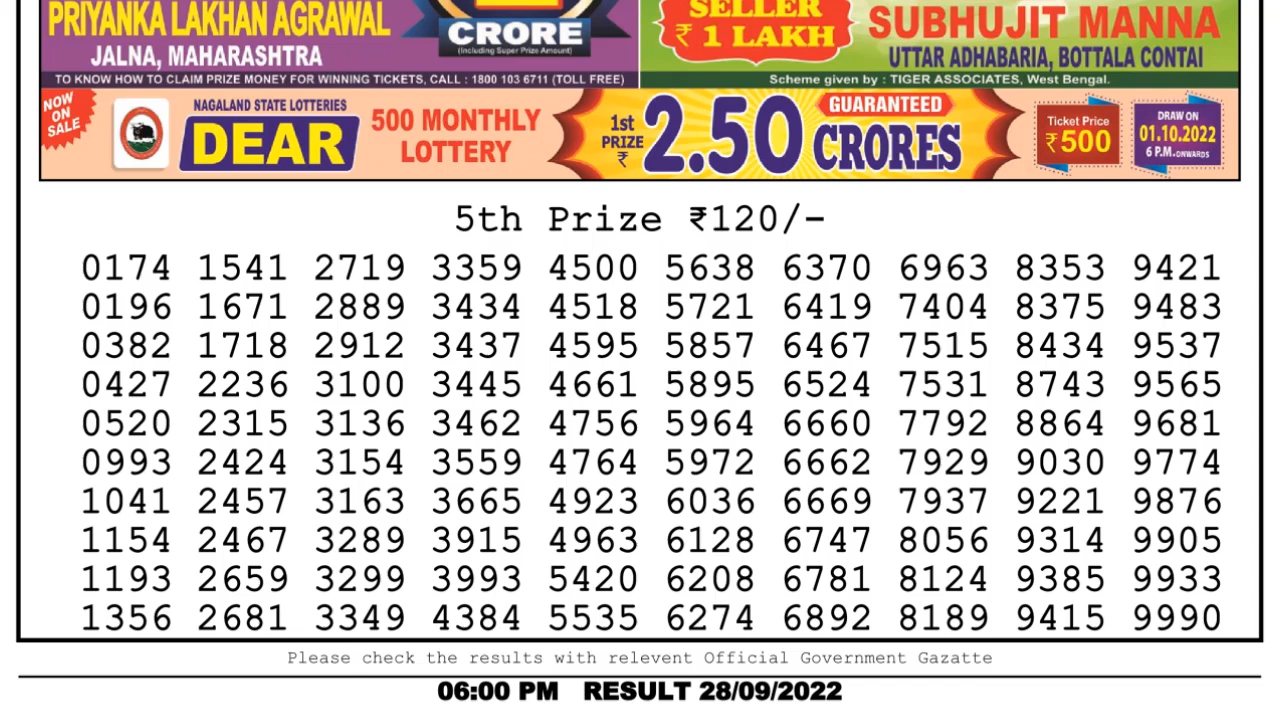 PRIYANKA LAKHAN AGRAWAL
JALNA, MAHARASHTRA
CRORE
(Including Super Prize Amount)
SELLER
₹ 1 LAKH
SUBHUJIT MANNA
UTTAR ADHABARIA, BOTTALA CONTAI
TO KNOW HOW TO CLAIM PRIZE MONEY FOR WINNING TICKETS, CALL : 1800 103 6711 (TOLL FREE)
Scheme given by : TIGER ASSOCIATES, West Bengal.
NOW
ON
SALE
NAGALAND STATE LOTTERIES
DEAR
500 MONTHLY
LOTTERY
1st
PRIZE
₹
2.50
GUARANTEED
CRORES
Ticket Price
₹500
DRAW ON
01.10.2022
6 P.M.ONWARDS
5th Prize ₹120/-
0174 1541 2719 3359 4500 5638 6370 6963 8353 9421
0196 1671 2889 3434 4518 5721 6419 7404 8375 9483
0382 1718 2912 3437 4595 5857 6467 7515 8434 9537
0427 2236 3100 3445 4661 5895 6524 7531 8743 9565
0520 2315 3136 3462 4756 5964 6660 7792 8864 9681
0993 2424 3154 3559 4764 5972 6662 7929 9030 9774
1041 2457 3163 3665 4923 6036 6669 7937 9221 9876
1154 2467 3289 3915 4963 6128 6747 8056 9314 9905
1193 2659 3299 3993 5420 6208 6781 8124 9385 9933
1356 2681 3349 4384 5535 6274 6892 8189 9415 9990
Please check the results with relevent Official Government Gazatte
06:00 PM RESULT 28/09/2022